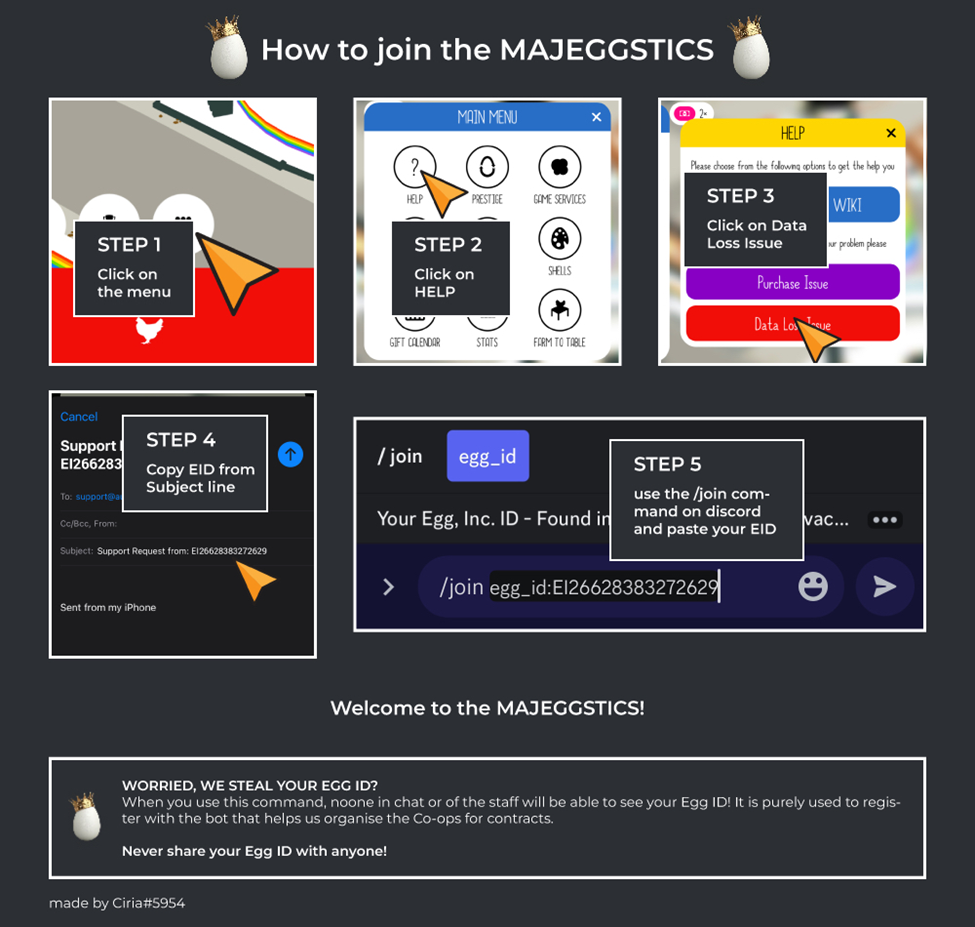 How to join the MAJEGGSTICS
STEP 1
Click on
the menu
MAIN MENU
HELP
PRESTIGE
GAME SERVICES
STEP 2
Click on
HELP
SHELLS
GIFT CALENDAR
STATS
FARM TO TABLE
2×
HELP
Please choose from the following options to get the help you
STEP 3
Click on Data
Loss Issue
WIKI
your problem please
Purchase Issue
Data Loss Issue
Cancel
Support
EI26628
STEP 4
Copy EID from
Subject line
To: support@a
Cc/Bcc, From:
Subject: Support Request from: EI26628383272629
Sent from my iPhone
/ join egg_id
STEP 5
use the /join com-
mand on discord
and paste your EID
Your Egg, Inc. ID - Found in vac...
/join egg_id:EI26628383272629
Welcome to the MAJEGGSTICS!
WORRIED, WE STEAL YOUR EGG ID?
When you use this command, noone in chat or of the staff will be able to see your Egg ID! It is purely used to regis-
ter with the bot that helps us organise the Co-ops for contracts.
Never share your Egg ID with anyone!
made by Ciria#5954